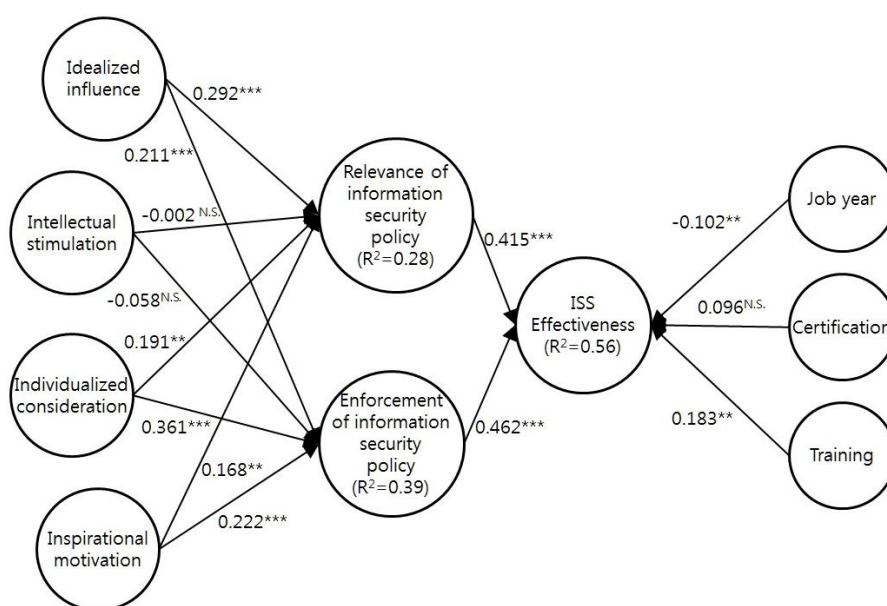 Idealized
influence
0.292***
0.211***
Relevance of
information
security
policy
(R²=0.28)
Intellectual
stimulation
-0.002 N.S.
-0.058N.S.
Individualized
consideration
0.191**
0.361***
Enforcement
of information
security
policy
(R²=0.39)
Inspirational
motivation
0.168**
0.222***
0.415***
0.462***
ISS
Effectiveness
(R²=0.56)
-0.102**
0.096N.S.
0.183**
Job year
Certification
Training